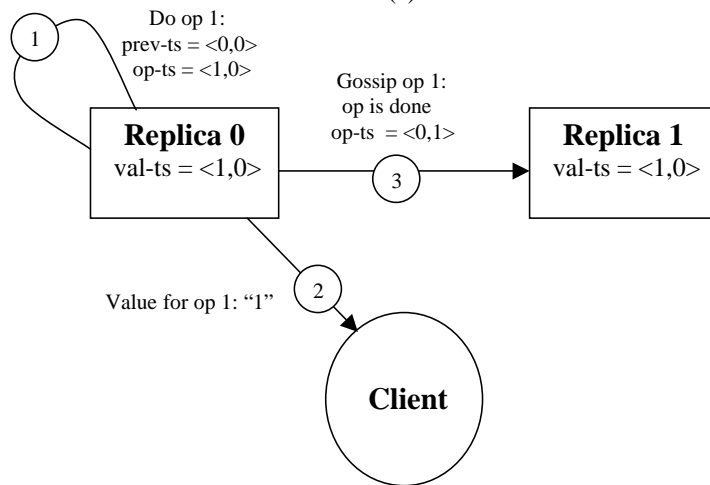 Do op 1:
prev-ts = <0,0>
op-ts = <1,0>
1
Gossip op 1:
op is done
op-ts = <0,1>
Replica 0
val-ts = <1,0>
3
Replica 1
val-ts = <1,0>
2
Value for op 1: “1”
Client